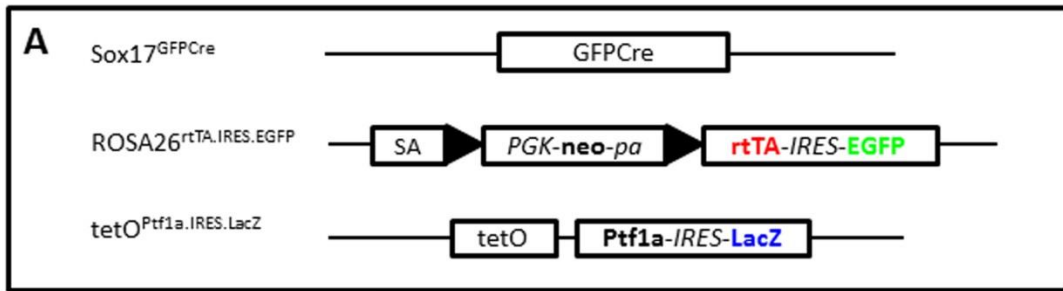 A
Sox17GFPCre GFPCre
ROSA26rtTA.IRES.EGFP SA PGK-neo-pa rtTA-IRES-EGFP
tetOPtf1a.IRES.LacZ tetO Ptf1a-IRES-LacZ